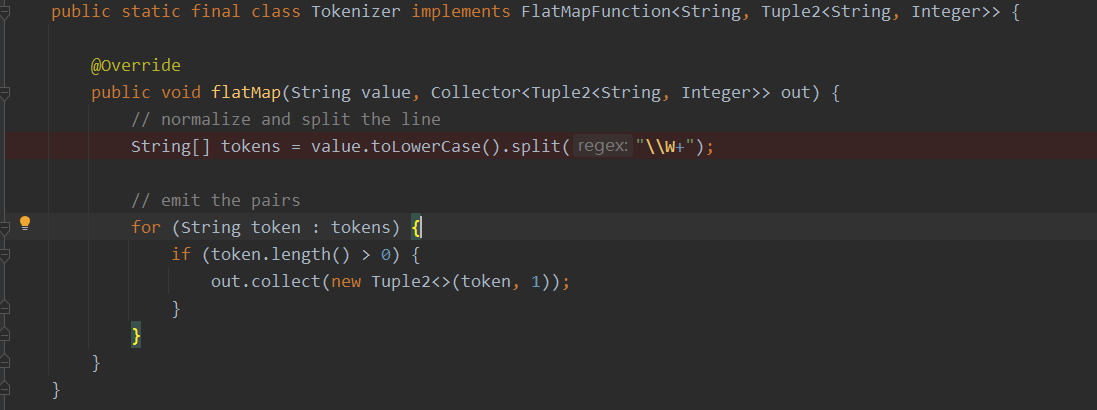 public static final class Tokenizer implements FlatMapFunction<String, Tuple2<String, Integer>> {
@Override
public void flatMap(String value, Collector<Tuple2<String, Integer>> out) {
// normalize and split the line
String[] tokens = value.toLowerCase().split( regex: "\\W+");
// emit the pairs
for (String token : tokens) {
if (token.length() > 0) {
out.collect(new Tuple2<>(token, 1));
}
}
}
}